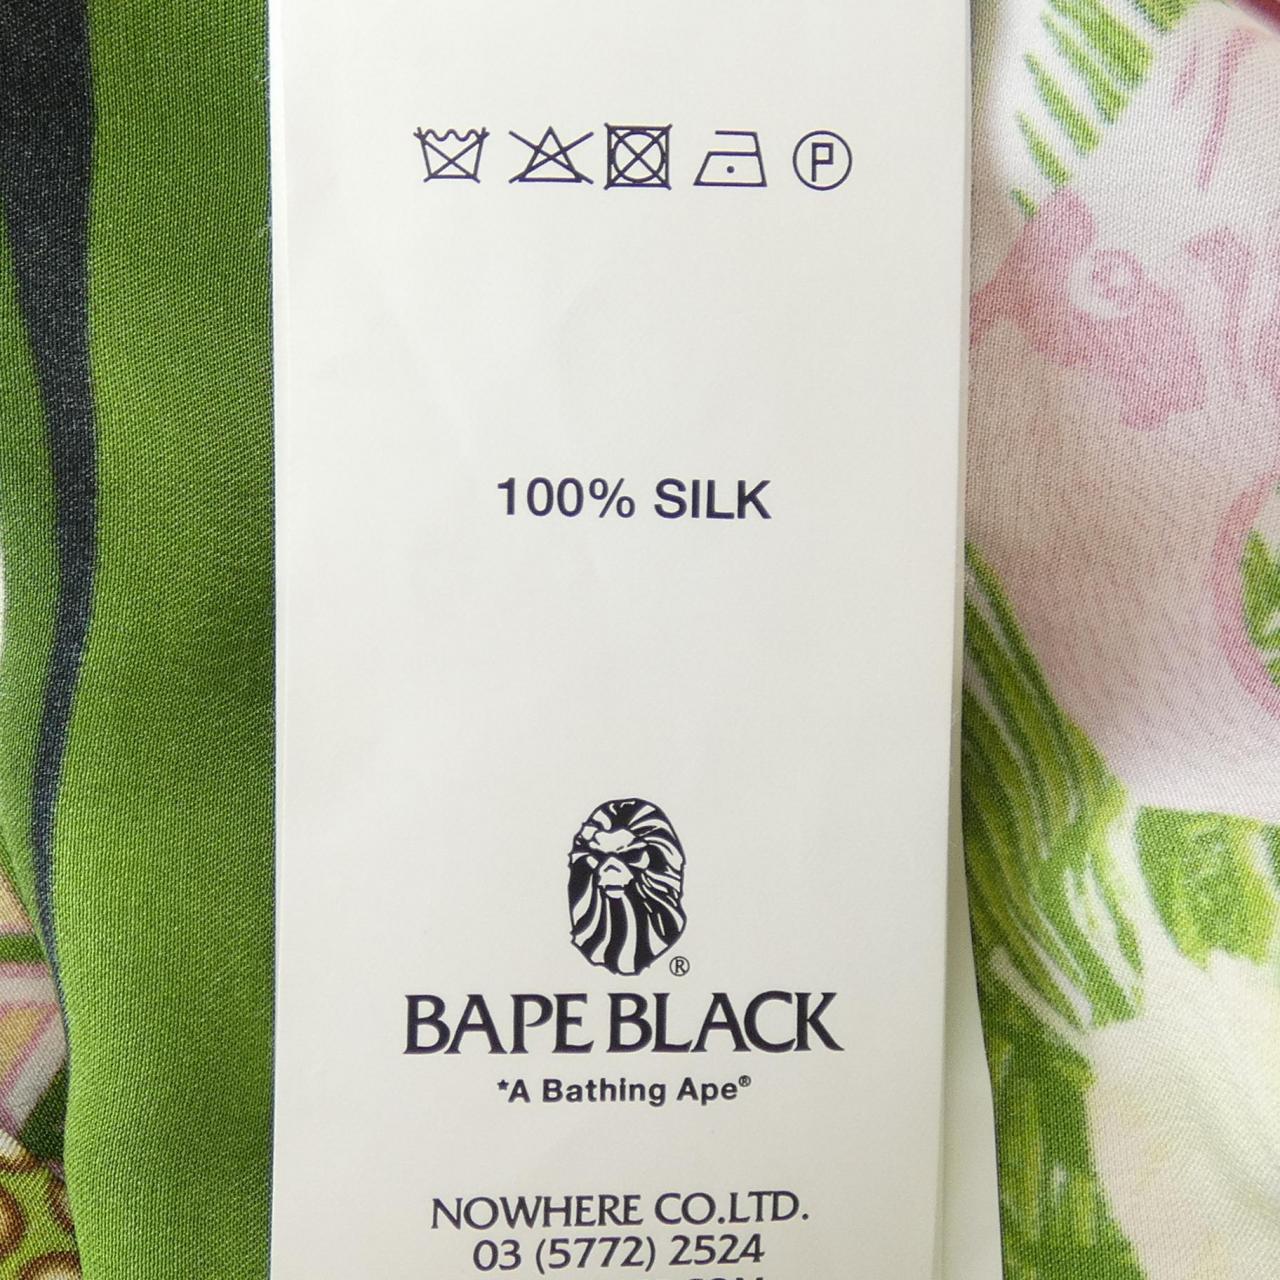 P
100% SILK
®
BAPE BLACK
*A Bathing Ape®
NOWHERE CO.LTD.
03 (5772) 2524